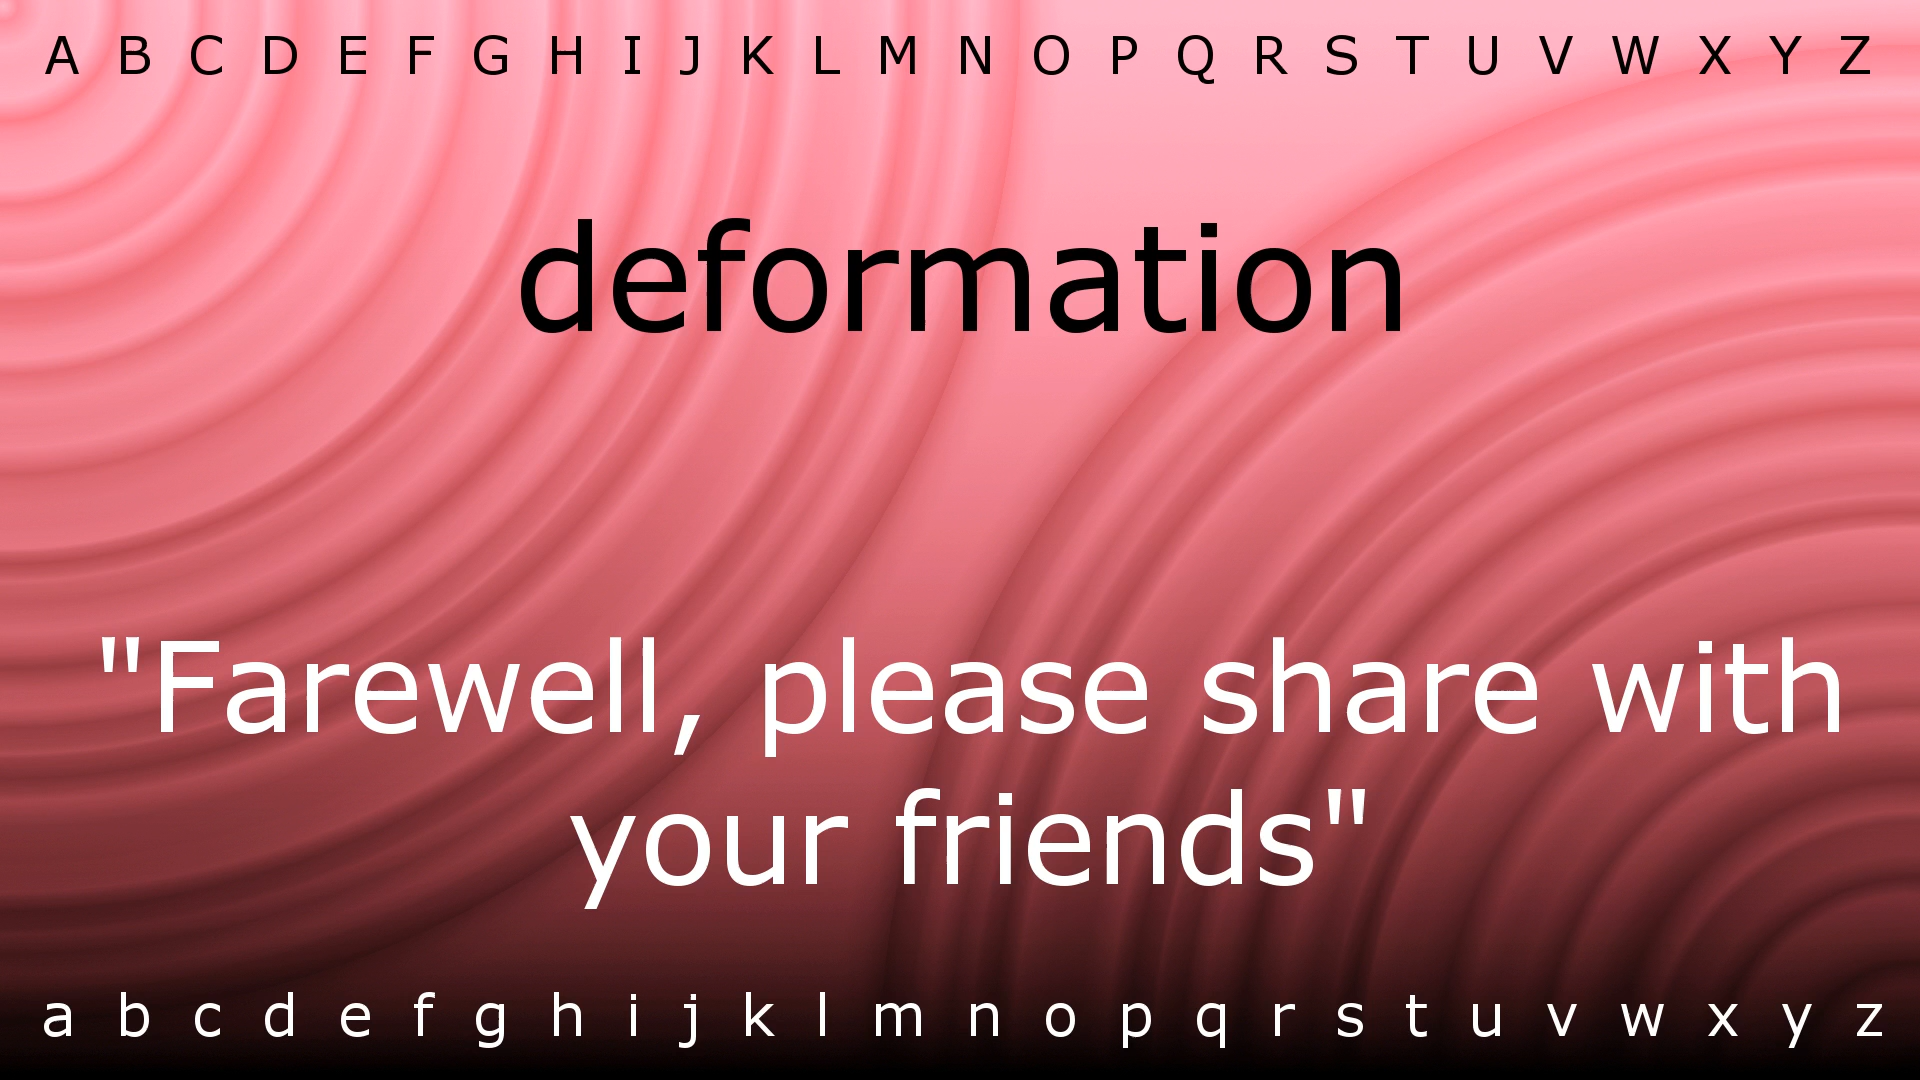 A B C D E F G H I J K L M N O P Q R S T U V W X Y Z
deformation
"Farewell, please share with
your friends"
a b c d e f g h i j k l m n o p q r s t u v w x y z